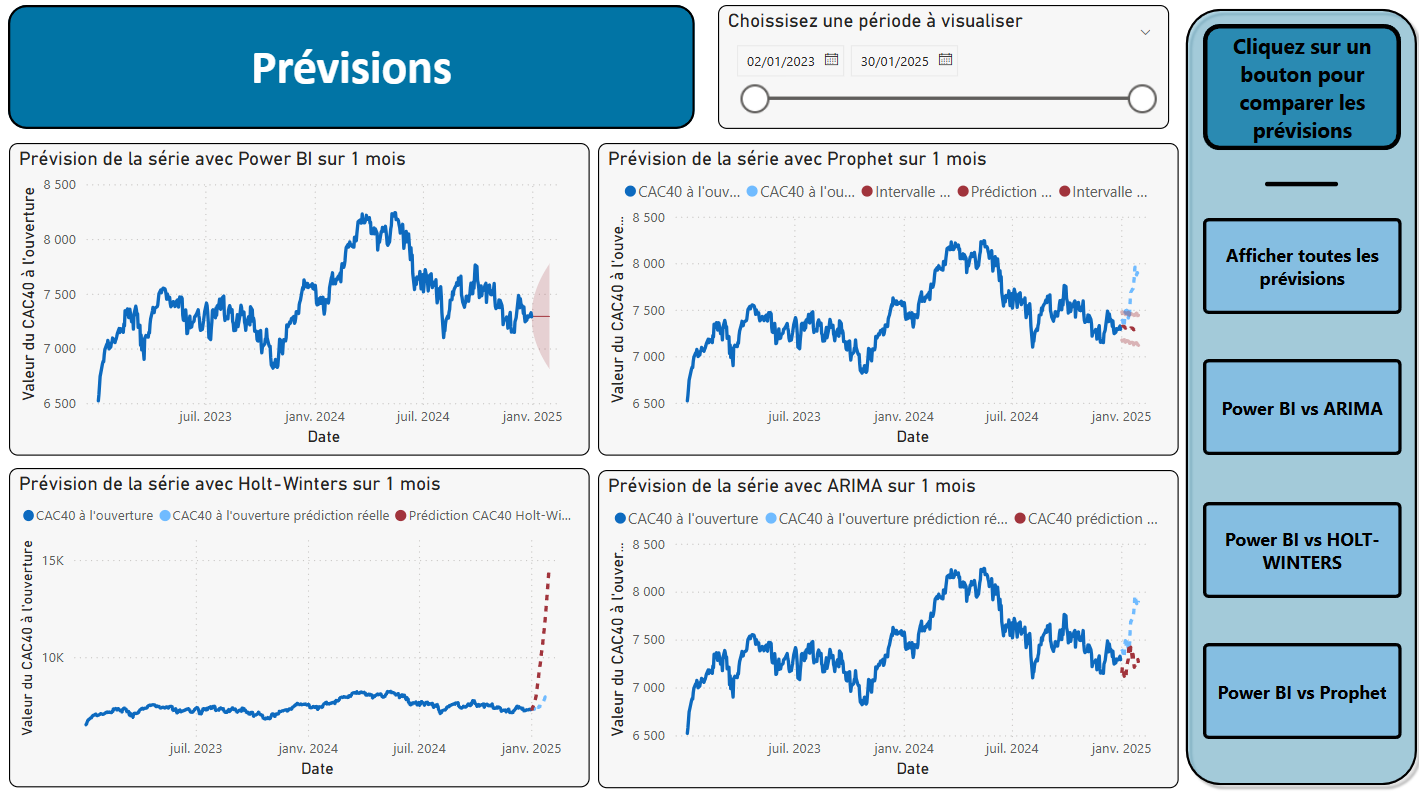 Prévisions
Choissisez une période à visualiser
02/01/2023
30/01/2025
Cliquez sur un
bouton pour
comparer les
prévisions
Prévision de la série avec Power BI sur 1 mois
Valeur du CAC40 à l'ouverture
8 500
8 000
7 500
7 000
6 500
juil. 2023
janv. 2024
juil. 2024
janv. 2025
Date
Prévision de la série avec Prophet sur 1 mois
CAC40 à l'ouv...
CAC40 à l'ou...
Intervalle ...
Prédiction ...
Intervalle ...
Valeur du CAC40 à l'ouve...
8 500
8 000
7 500
7 000
6 500
juil. 2023
janv. 2024
juil. 2024
janv. 2025
Date
Prévision de la série avec Holt-Winters sur 1 mois
CAC40 à l'ouverture
CAC40 à l'ouverture prédiction réelle
Prédiction CAC40 Holt-Wi...
Valeur du CAC40 à l'ouverture
15K
10K
juil. 2023
janv. 2024
juil. 2024
janv. 2025
Date
Prévision de la série avec ARIMA sur 1 mois
CAC40 à l'ouverture
CAC40 à l'ouverture prédiction ré...
CAC40 prédiction ...
Valeur du CAC40 à l'ouver...
8 500
8 000
7 500
7 000
6 500
juil. 2023
janv. 2024
juil. 2024
janv. 2025
Date
Afficher toutes les
prévisions
Power BI vs ARIMA
Power BI vs HOLT-
WINTERS
Power BI vs Prophet